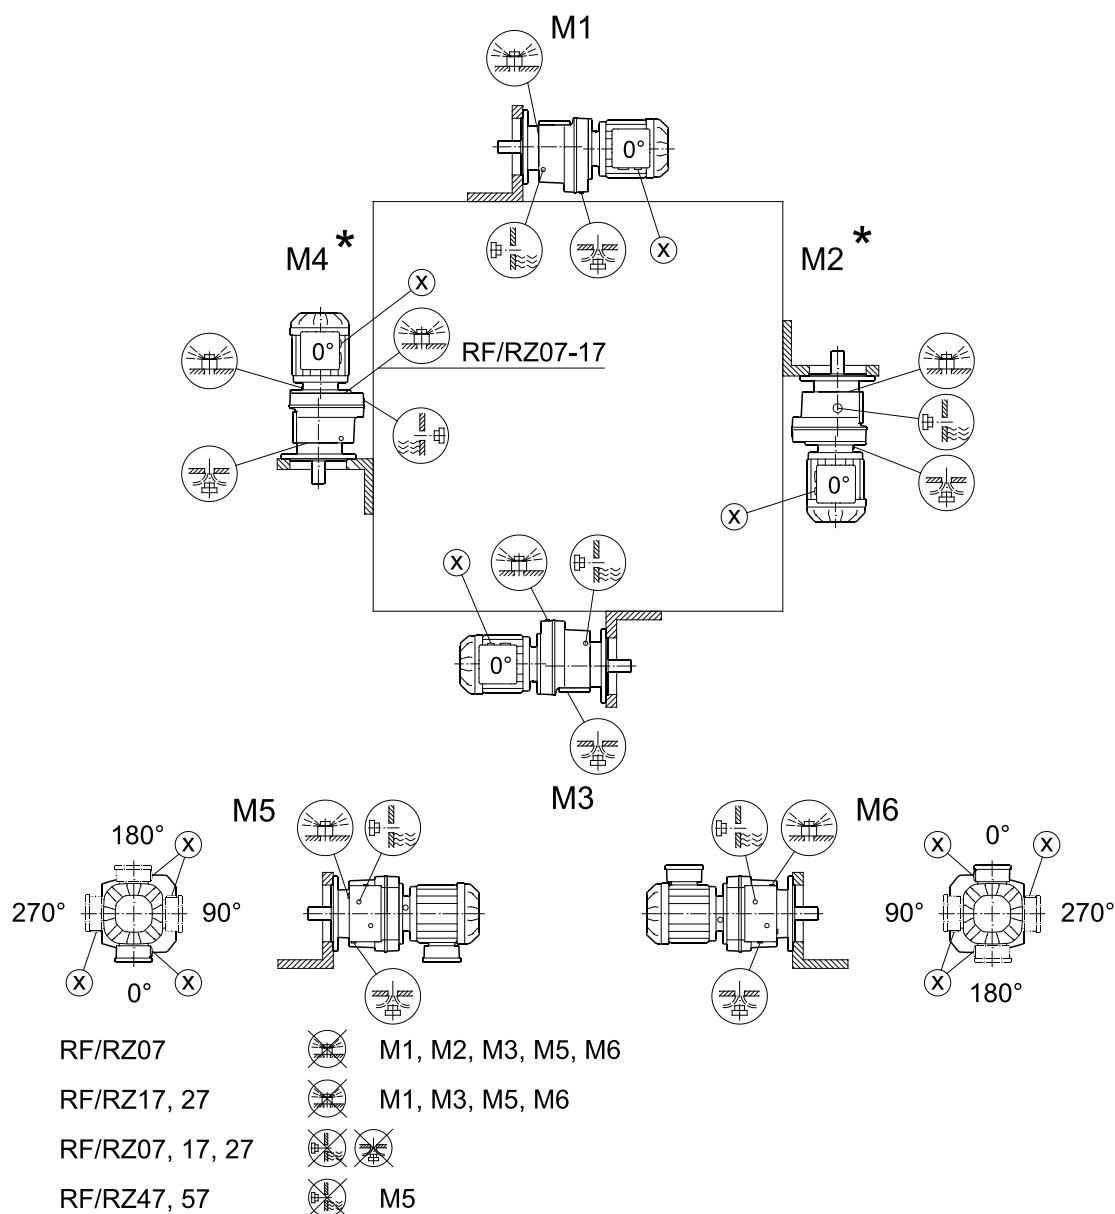 M1
0°
X
M4 *
M2 *
X
RF/RZ07-17
0°
0°
X
X
0°
M3
M5
M6
180°
X
270°
90°
X
0°
X
0°
X
X
90°
270°
X
180°
RF/RZ07 M1, M2, M3, M5, M6
RF/RZ17, 27 M1, M3, M5, M6
RF/RZ07, 17, 27
RF/RZ47, 57 M5